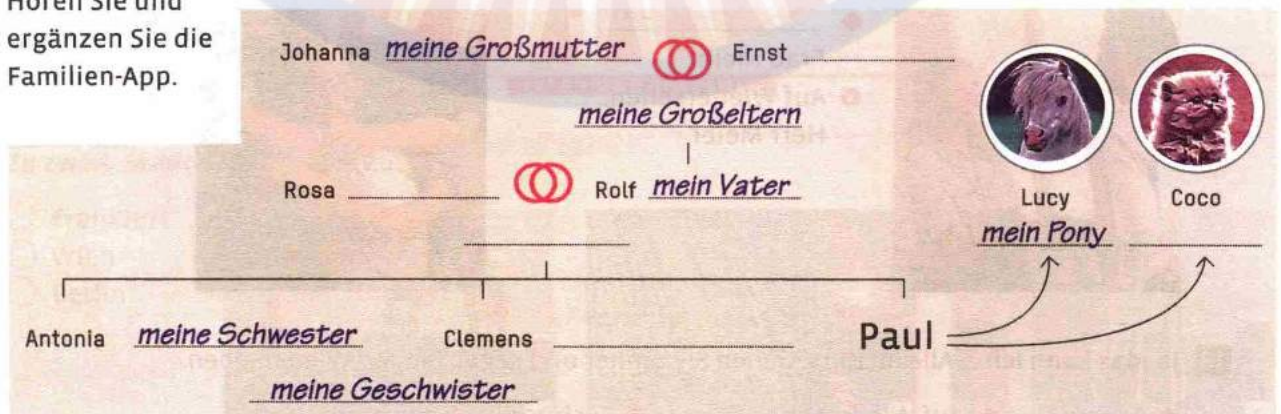 Hören Sie und
ergänzen Sie die
Familien-App.
Johanna meine Großmutter Ernst
meine Großeltern
Rosa Rolf mein Vater
Lucy Coco
mein Pony
Antonia meine Schwester Clemens Paul
meine Geschwister